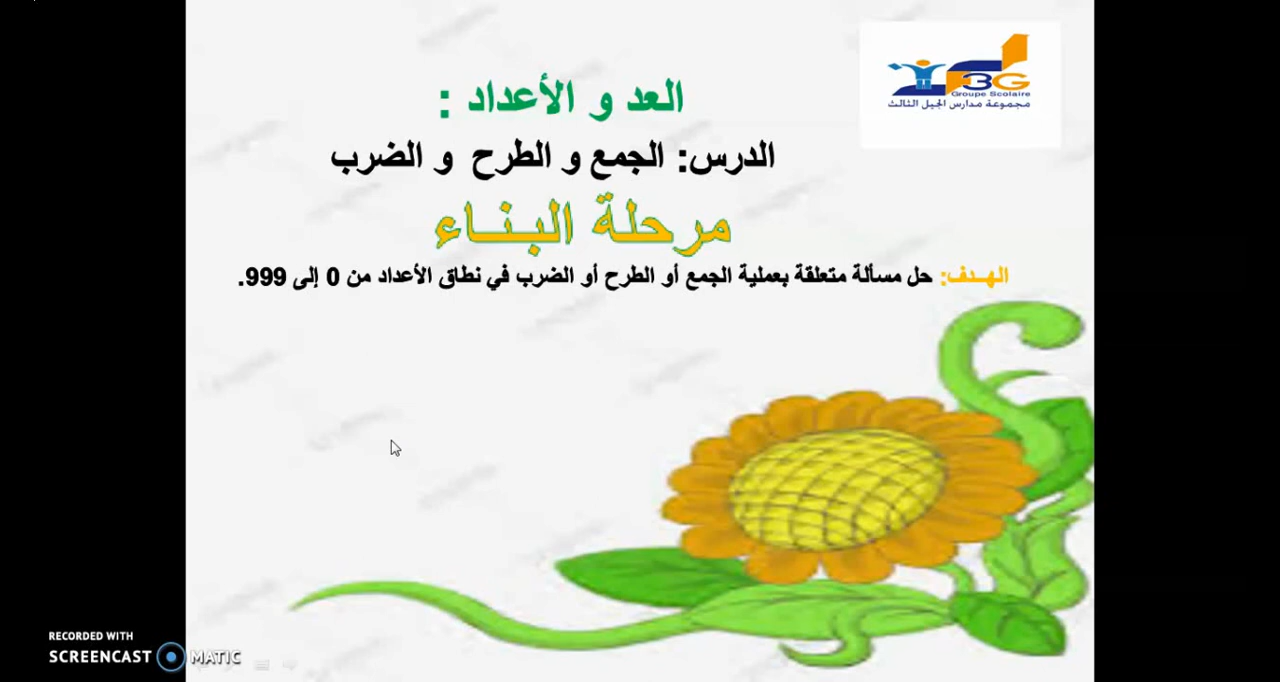 3G
Groupe Scolaire
مجموعة مدارس الجيل الثالث
العد و الأعداد :
الدرس: الجمع و الطرح و الضرب
مرحلة البناء
الهدف: حل مسألة متعلقة بعملية الجمع أو الطرح أو الضرب في نطاق الأعداد من 0 إلى 999.
RECORDED WITH
SCREENCAST MATIC